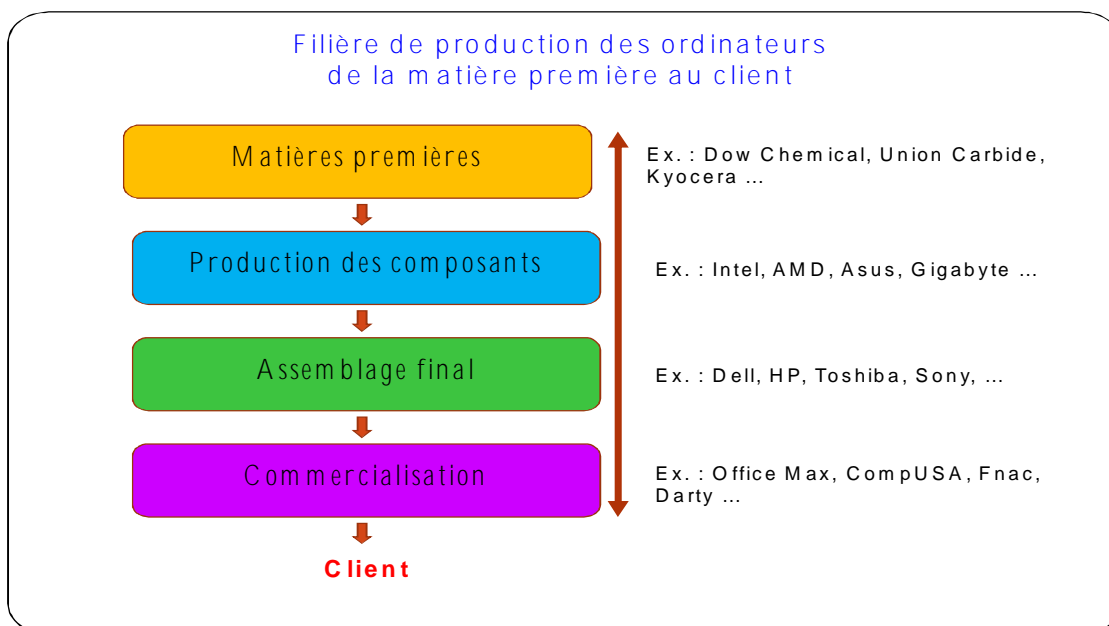 Filière de production des ordinateurs
de la matière première au client
Matières premières
Ex. : Dow Chemical, Union Carbide,
Kyocera ...
Production des composants
Ex. : Intel, AMD, Asus, Gigabyte ...
Assemblage final
Ex. : Dell, HP, Toshiba, Sony, ...
Commercialisation
Ex. : Office Max, CompUSA, Fnac,
Darty ...
Client